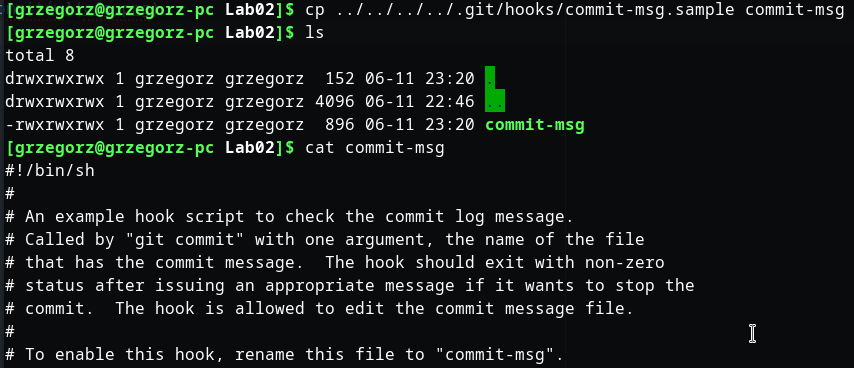 [grzegorz@grzegorz-pc Lab02]$ cp ../../../../.git/hooks/commit-msg.sample commit-msg
[grzegorz@grzegorz-pc Lab02]$ ls
total 8
drwxrwxrwx 1 grzegorz grzegorz  152 06-11 23:20 .
drwxrwxrwx 1 grzegorz grzegorz 4096 06-11 22:46 ..
-rwxrwxrwx 1 grzegorz grzegorz  896 06-11 23:20 commit-msg
[grzegorz@grzegorz-pc Lab02]$ cat commit-msg
#!/bin/sh
#
# An example hook script to check the commit log message.
# Called by "git commit" with one argument, the name of the file
# that has the commit message.  The hook should exit with non-zero
# status after issuing an appropriate message if it wants to stop the
# commit.  The hook is allowed to edit the commit message file.
#
# To enable this hook, rename this file to "commit-msg".